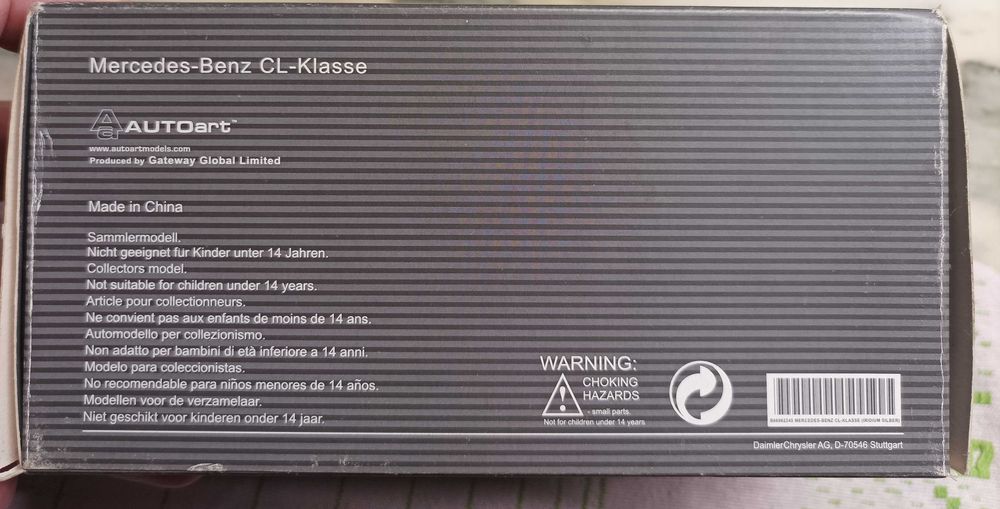 Mercedes-Benz CL-Klasse
AUTOart™
www.autoartmodels.com
Produced by Gateway Global Limited
Made in China
Sammlermodell.
Nicht geeignet für Kinder unter 14 Jahren.
Collectors model.
Not suitable for children under 14 years.
Article pour collectionneurs.
Ne convient pas aux enfants de moins de 14 ans.
Automodello per collezionismo.
Non adatto per bambini di età inferiore a 14 anni.
Modelo para coleccionistas.
No recomendable para niños menores de 14 años.
Modellen voor de verzamelaar.
Niet geschikt voor kinderen onder 14 jaar.
WARNING:
CHOKING
HAZARDS
- small parts.
Not for children under 14 years
MERCEDES-BENZ CL-KLASSE (IRIDIUM SILBER)
DaimlerChrysler AG, D-70546 Stuttgart